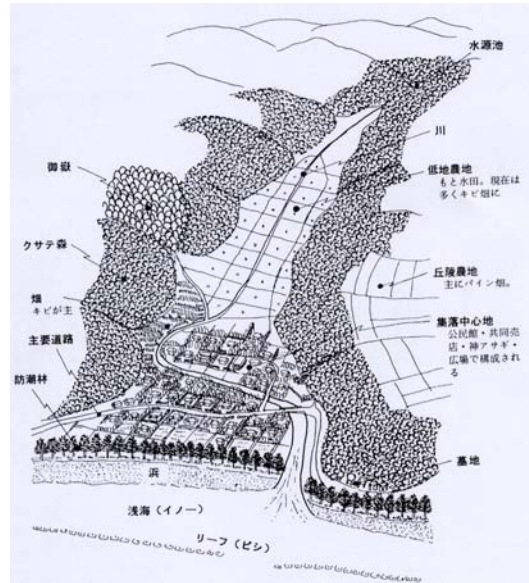 水源池
川
御嶽
低地農地
もと水田。現在は
多くキビ畑に
クサテ森
丘陵農地
主にパイン畑。
畑
キビが主
集落中心地
公民館・共同売
店・神アサギ・
広場で構成され
る
主要道路
防潮林
墓地
浜
浅海（イノー）
リーフ（ピシ）